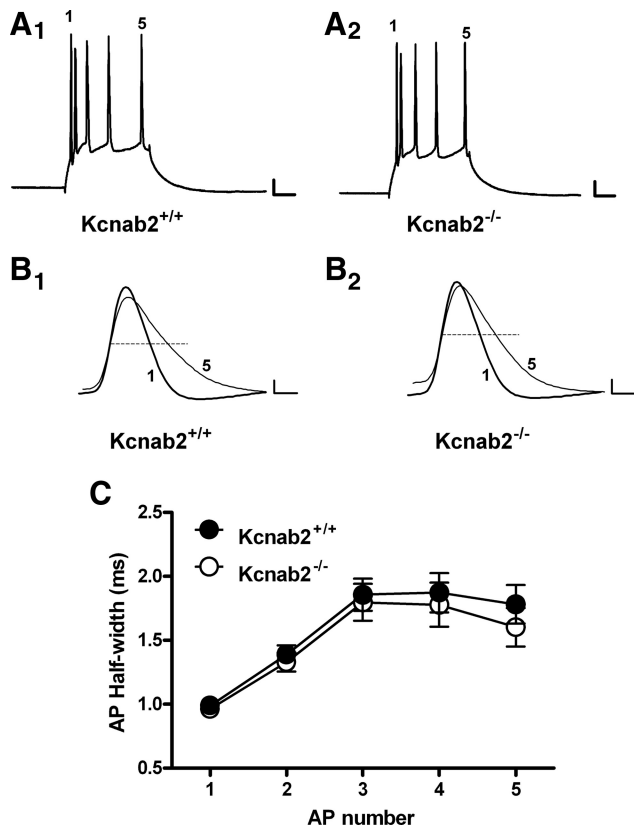 A1
A2
1 5
1 5
Kcnab2+/+
Kcnab2-/-
B1
B2
1 5
1 5
Kcnab2+/+
Kcnab2-/-
C
Kcnab2+/+
Kcnab2-/-
AP Half-width (ms)
2.5
2.0
1.5
1.0
0.5
1 2 3 4 5
AP number